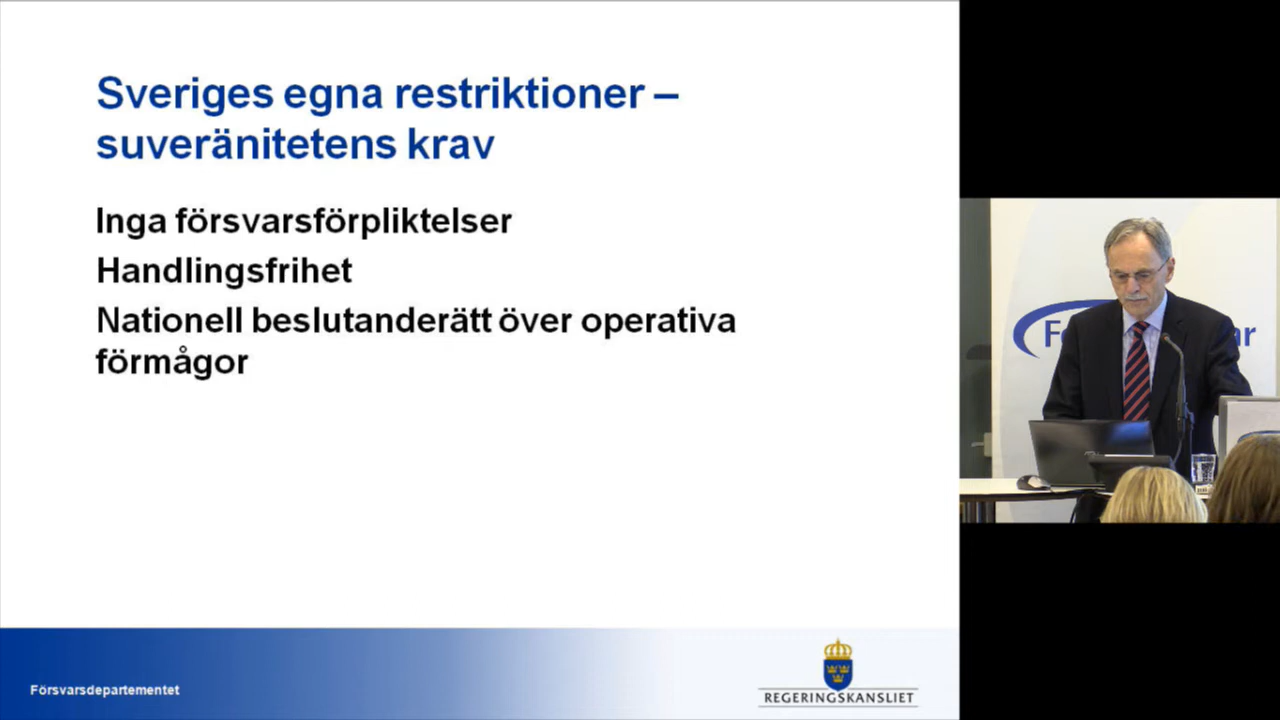 Sveriges egna restriktioner –
suveränitetens krav
Inga försvarsförpliktelser
Handlingsfrihet
Nationell beslutanderätt över operativa
förmågor
Försvarsdepartementet
REGERINGSKANSLIET